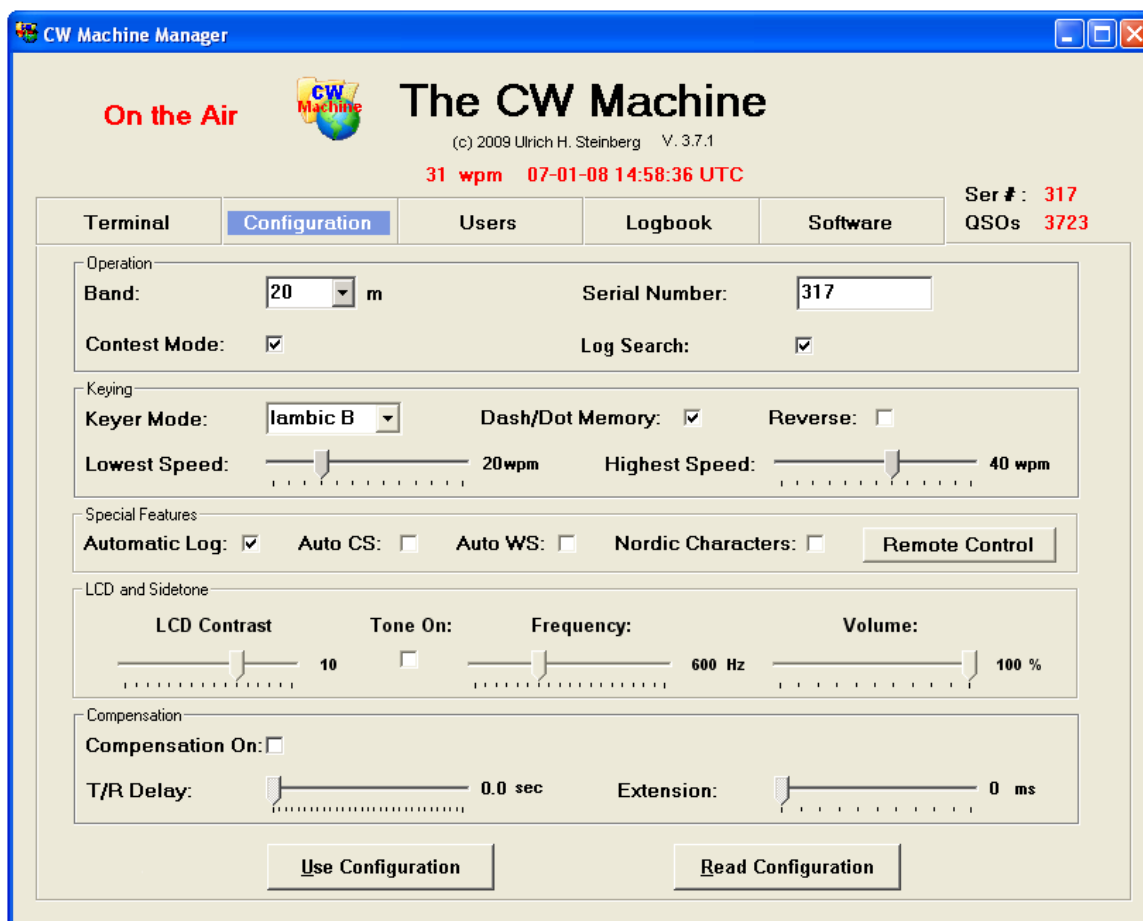 CW Machine Manager
On the Air
CW
Machine
The CW Machine
(c) 2009 Ulrich H. Steinberg V. 3.7.1
31 wpm 07-01-08 14:58:36 UTC
Ser # : 317
QSOs 3723
Terminal Configuration Users Logbook Software
Operation
Band: 20 m Serial Number: 317
Contest Mode: Log Search:
Keying
Keyer Mode: Iambic B Dash/Dot Memory: Reverse:
Lowest Speed: 20wpm Highest Speed: 40 wpm
Special Features
Automatic Log: Auto CS: Auto WS: Nordic Characters: Remote Control
LCD and Sidetone
LCD Contrast Tone On: Frequency: Volume:
10 600 Hz 100 %
Compensation
Compensation On:
T/R Delay: 0.0 sec Extension: 0 ms
Use Configuration Read Configuration